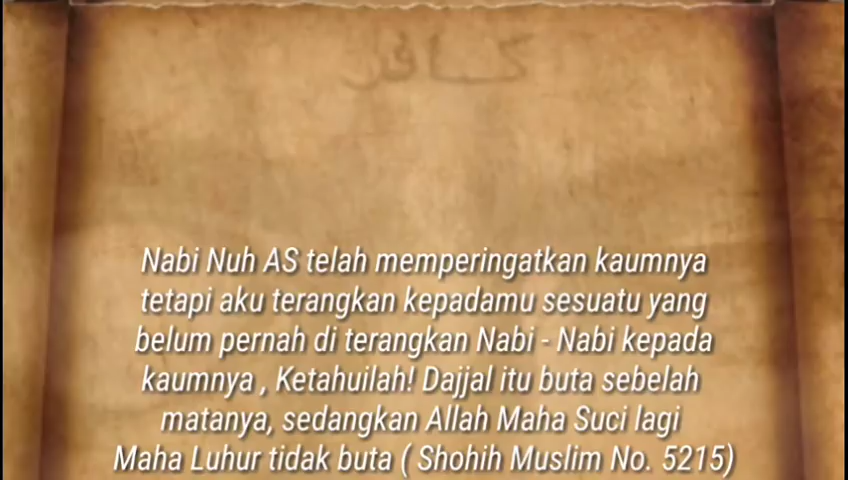 كافر
Nabi Nuh AS telah memperingatkan kaumnya
tetapi aku terangkan kepadamu sesuatu yang
belum pernah di terangkan Nabi - Nabi kepada
kaumnya , Ketahuilah! Dajjal itu buta sebelah
matanya, sedangkan Allah Maha Suci lagi
Maha Luhur tidak buta ( Shohih Muslim No. 5215)